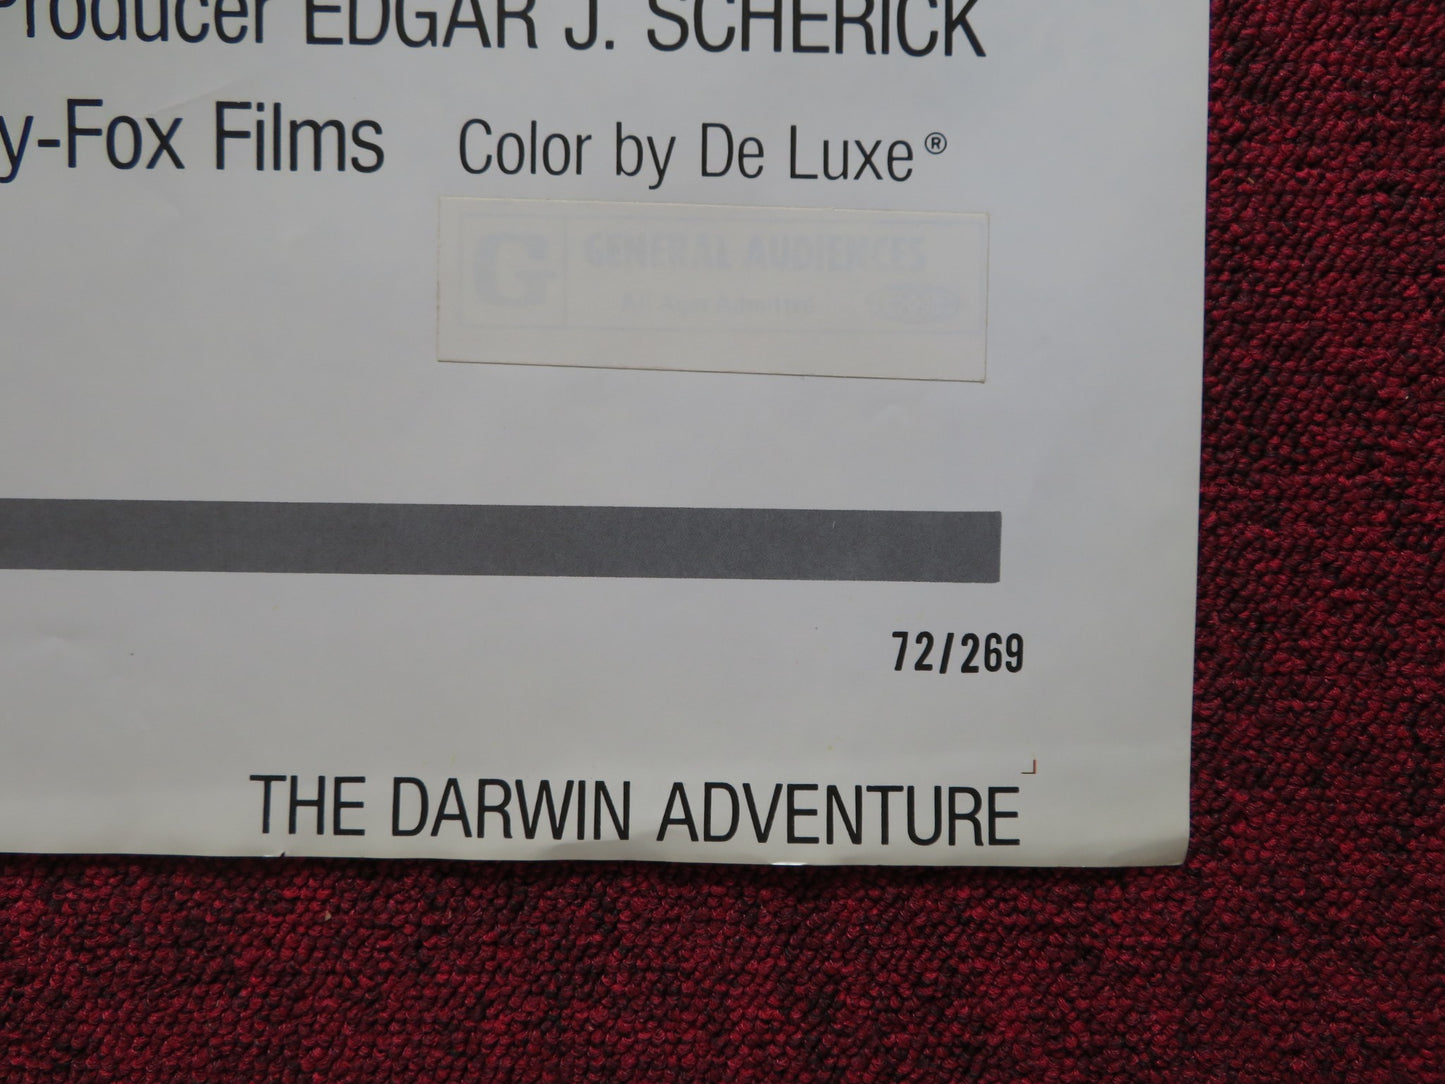 Producer EDGAR J. SCHERICK
y-Fox Films Color by De Luxe®
G GENERAL AUDIENCES
All Ages Admitted
72/269
THE DARWIN ADVENTURE